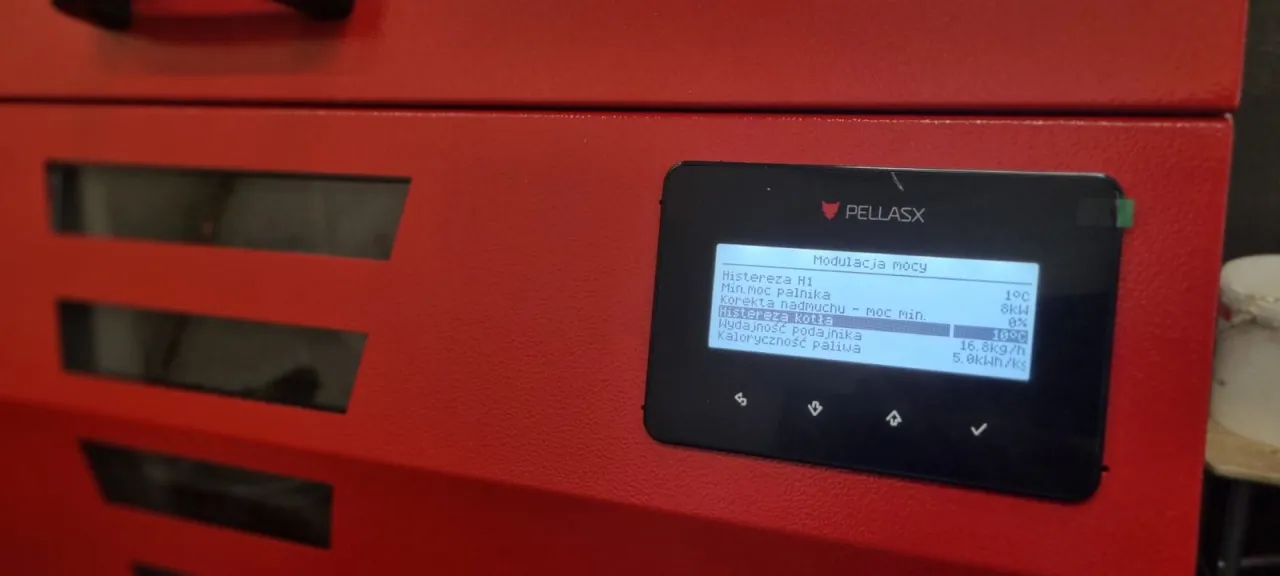 PELLASX
Modulacja mocy
Histereza H1 1°C
Min.moc palnika 8kW
Korekta nadmuchu - moc min. 0%
Histereza kotła 10°C
Wydajność podajnika 16.8kg/h
Kaloryczność paliwa 5.0kWh/kg